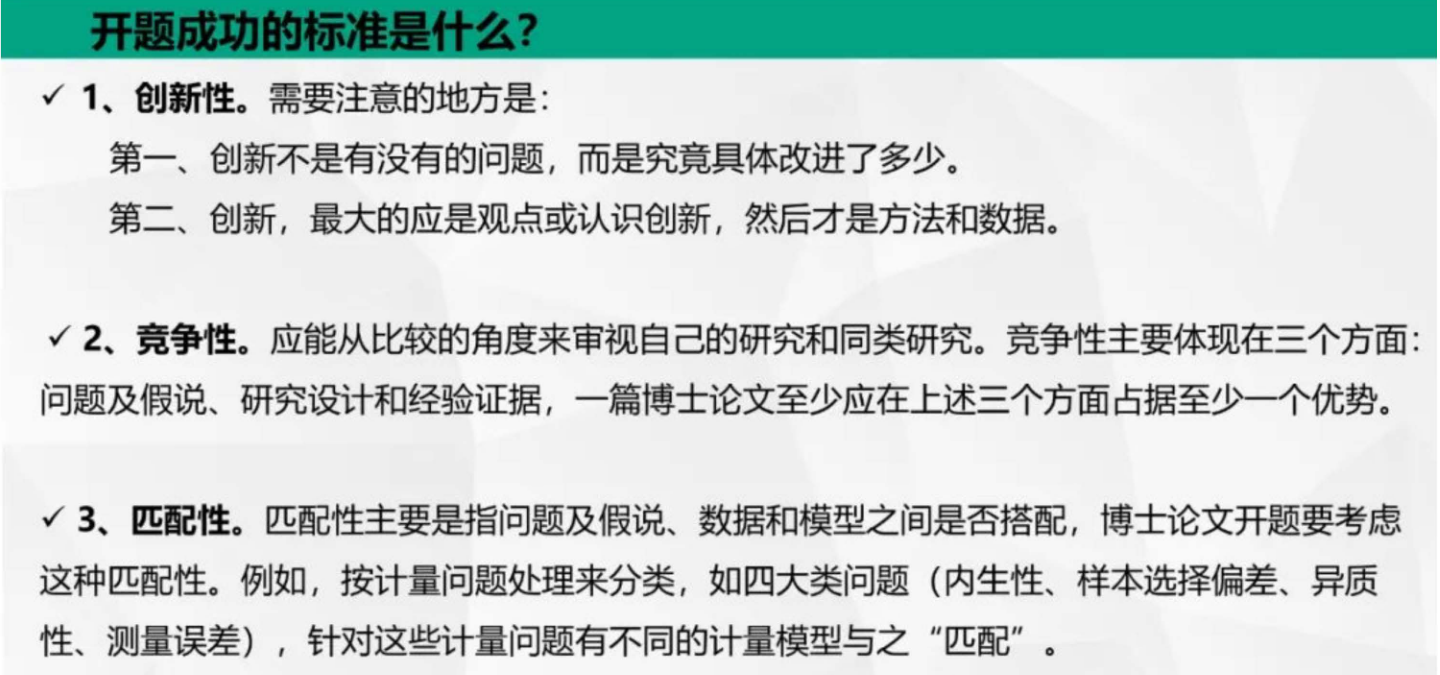 开题成功的标准是什么？
✓ 1、创新性。需要注意的地方是：
第一、创新不是有没有的问题，而是究竟具体改进了多少。
第二、创新，最大的应是观点或认识创新，然后才是方法和数据。
✓ 2、竞争性。应能从比较的角度来审视自己的研究和同类研究。竞争性主要体现在三个方面：
问题及假说、研究设计和经验证据，一篇博士论文至少应在上述三个方面占据至少一个优势。
✓ 3、匹配性。匹配性主要是指问题及假说、数据和模型之间是否搭配，博士论文开题要考虑
这种匹配性。例如，按计量问题处理来分类，如四大类问题（内生性、样本选择偏差、异质
性、测量误差），针对这些计量问题有不同的计量模型与之“匹配”。